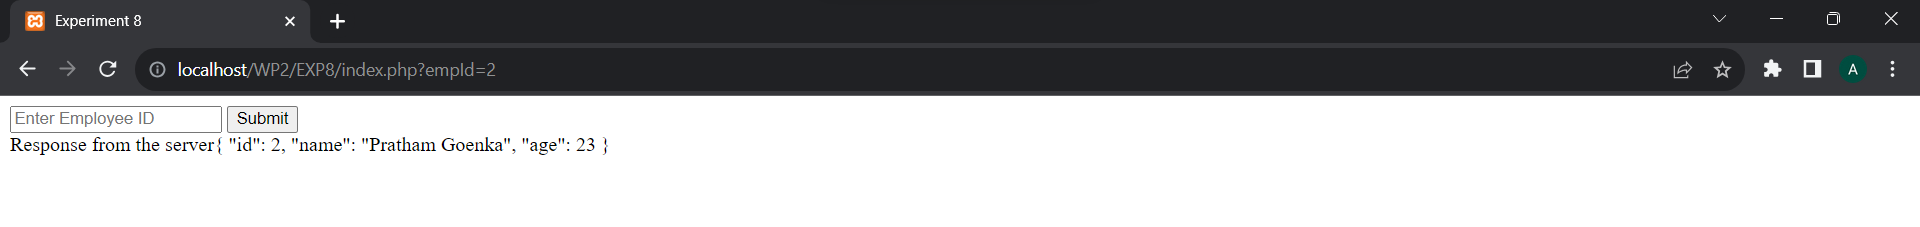 Experiment 8
localhost/WP2/EXP8/index.php?empId=2
A
Enter Employee ID Submit
Response from the server{ "id": 2, "name": "Pratham Goenka", "age": 23 }